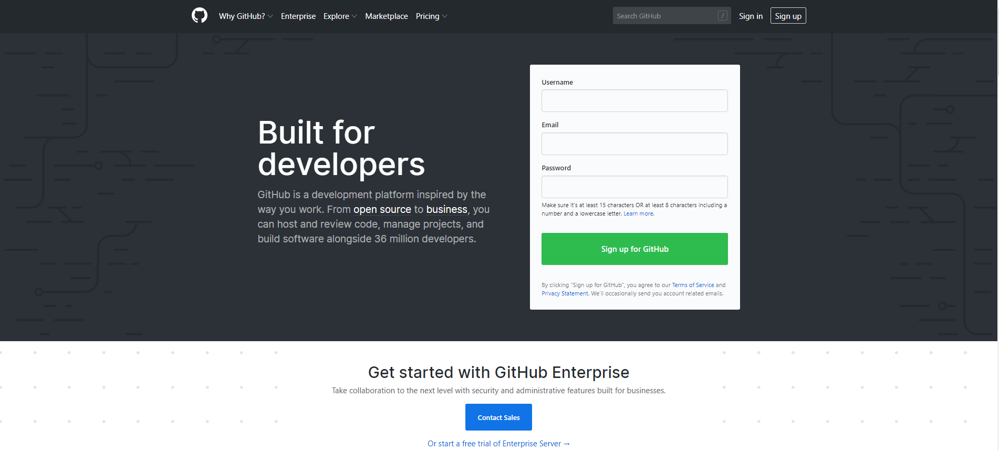 Why GitHub? Enterprise Explore Marketplace Pricing Search GitHub / Sign in Sign up
Built for
developers
GitHub is a development platform inspired by the
way you work. From open source to business, you
can host and review code, manage projects, and
build software alongside 36 million developers.
Username
Email
Password
Make sure it's at least 15 characters OR at least 8 characters including a
number and a lowercase letter. Learn more.
Sign up for GitHub
By clicking “Sign up for GitHub”, you agree to our Terms of Service and
Privacy Statement. We’ll occasionally send you account related emails.
Get started with GitHub Enterprise
Take collaboration to the next level with security and administrative features built for businesses.
Contact Sales
Or start a free trial of Enterprise Server →